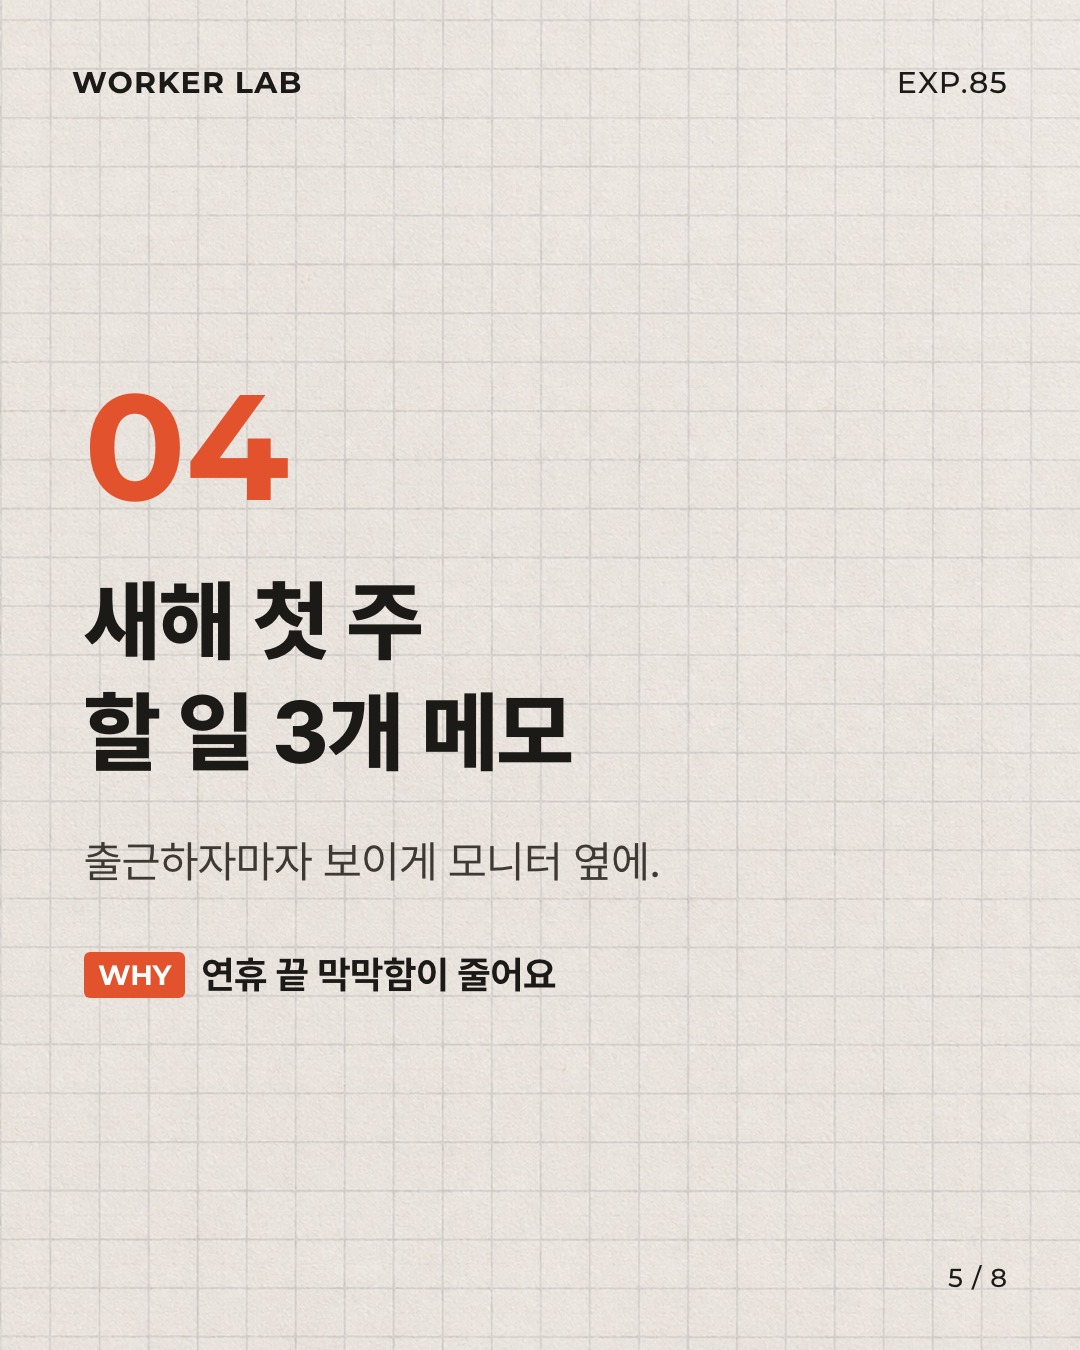 WORKER LAB
EXP.85
04
새해 첫 주
할 일 3개 메모
출근하자마자 보이게 모니터 옆에.
WHY 연휴 끝 막막함이 줄어요
5 / 8